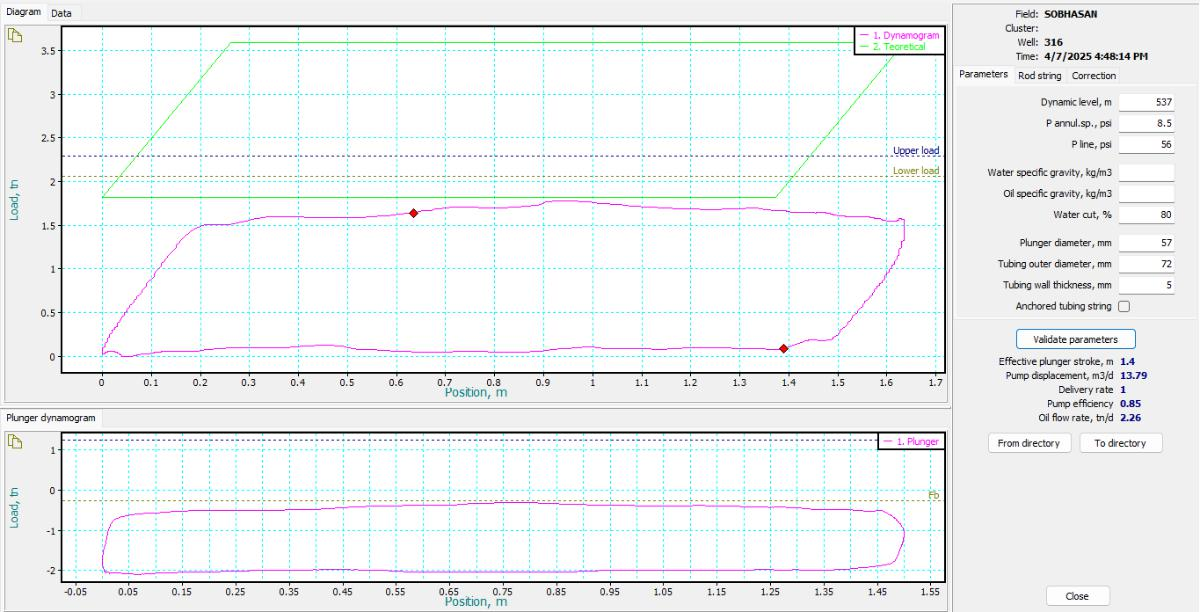 Diagram Data
3.5
3
2.5
2
1.5
1
0.5
0
Load, tn
1. Dynamogram
2. Teoretical
Upper load
Lower load
0 0.1 0.2 0.3 0.4 0.5 0.6 0.7 0.8 0.9 1 1.1 1.2 1.3 1.4 1.5 1.6 1.7
Position, m
Plunger dynamogram
1
0
-1
-2
Load, tn
1. Plunger
Fb
-0.05 0.05 0.15 0.25 0.35 0.45 0.55 0.65 0.75 0.85 0.95 1.05 1.15 1.25 1.35 1.45 1.55
Position, m
Field: SOBHASAN
Cluster:
Well: 316
Time: 4/7/2025 4:48:14 PM
Parameters Rod string Correction
Dynamic level, m 537
P annul.sp., psi 8.5
P line, psi 56
Water specific gravity, kg/m3
Oil specific gravity, kg/m3
Water cut, % 80
Plunger diameter, mm 57
Tubing outer diameter, mm 72
Tubing wall thickness, mm 5
Anchored tubing string
Validate parameters
Effective plunger stroke, m 1.4
Pump displacement, m3/d 13.79
Delivery rate 1
Pump efficiency 0.85
Oil flow rate, tn/d 2.26
From directory To directory
Close